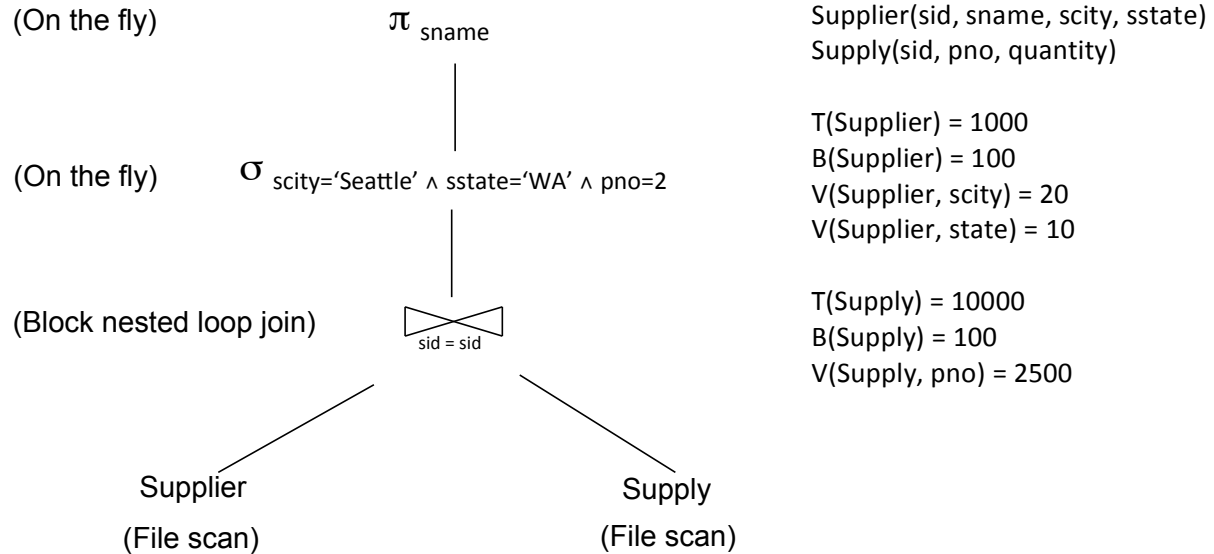 (On the fly)
π sname
(On the fly)
σ scity=‘Seattle’ ∧ sstate=‘WA’ ∧ pno=2
(Block nested loop join)
sid = sid
Supplier
(File scan)
Supply
(File scan)
Supplier(sid, sname, scity, sstate)
Supply(sid, pno, quantity)
T(Supplier) = 1000
B(Supplier) = 100
V(Supplier, scity) = 20
V(Supplier, state) = 10
T(Supply) = 10000
B(Supply) = 100
V(Supply, pno) = 2500